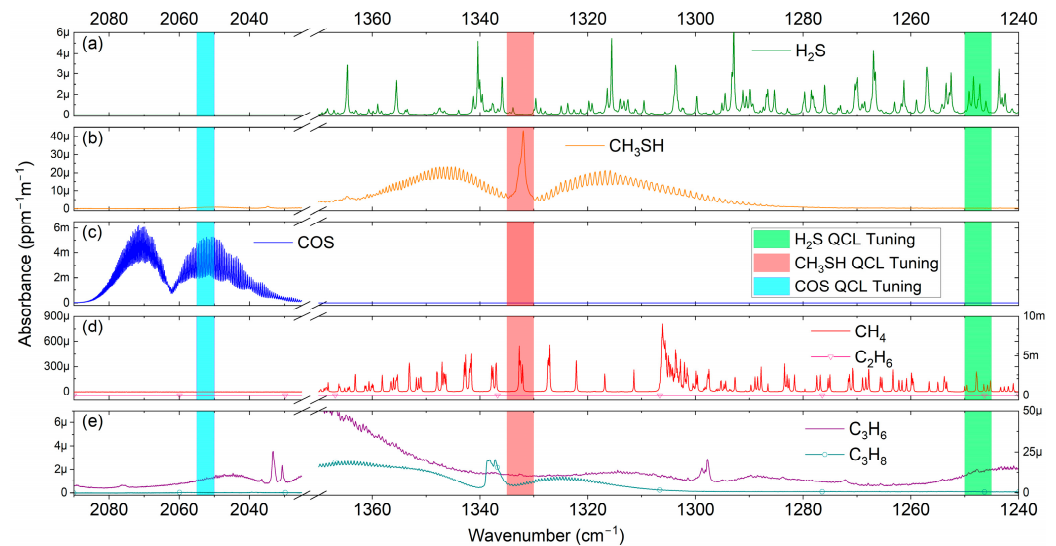 2080 2060 2040 1360 1340 1320 1300 1280 1260 1240
6µ
4µ
2µ
0
(a)
H₂S
40µ
30µ
20µ
10µ
0
(b)
CH₃SH
6m
4m
2m
0
(c)
COS
H₂S QCL Tuning
CH₃SH QCL Tuning
COS QCL Tuning
900µ
600µ
300µ
0
(d)
CH₄
C₂H₆
10m
5m
0
6µ
4µ
2µ
0
(e)
C₃H₆
C₃H₈
50µ
25µ
0
2080 2060 2040 1360 1340 1320 1300 1280 1260 1240
Absorbance (ppm⁻¹m⁻¹)
Wavenumber (cm⁻¹)